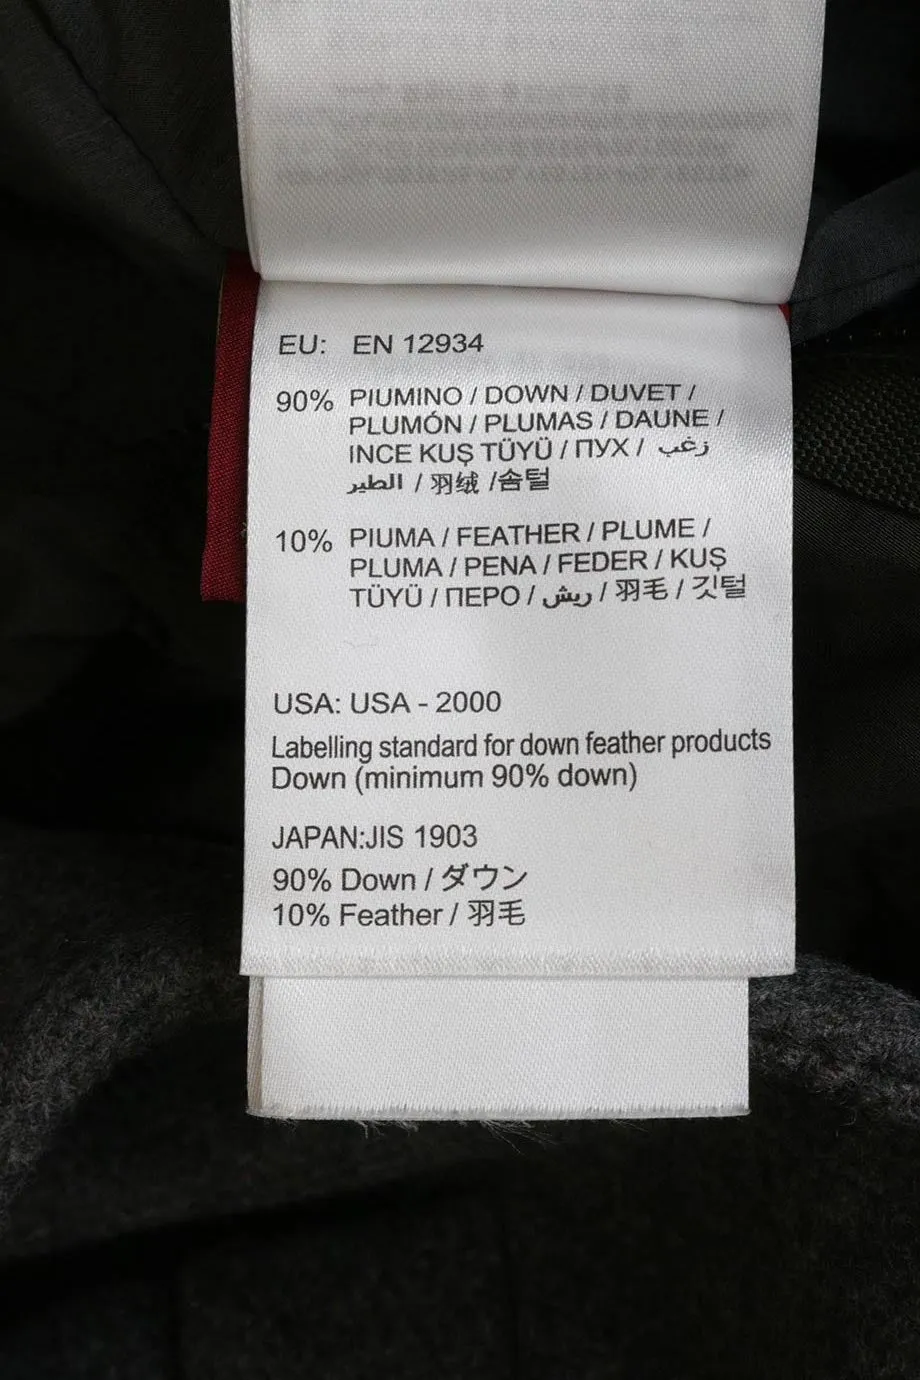 EU: EN 12934
90% PIUMINO / DOWN / DUVET /
PLUMÓN / PLUMAS / DAUNE /
INCE KUŞ TÜYÜ / ПУХ / زغب
الطير / 羽绒 /솜털
10% PIUMA / FEATHER / PLUME /
PLUMA / PENA / FEDER / KUŞ
TÜYÜ / ПЕРО / ريش / 羽毛 / 깃털
USA: USA - 2000
Labelling standard for down feather products
Down (minimum 90% down)
JAPAN:JIS 1903
90% Down / ダウン
10% Feather / 羽毛